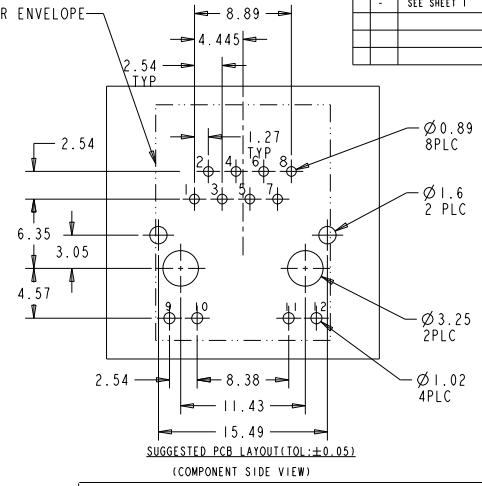 R ENVELOPE
8.89
- SEE SHEET 1
4.445
2.54
TYP
1.27
TYP
2.54
Ø0.89
8PLC
2 4 6 8
1 3 5 7
Ø1.6
2 PLC
6.35
3.05
4.57
Ø3.25
2PLC
9 10 11 12
Ø1.02
4PLC
2.54
8.38
11.43
15.49
SUGGESTED PCB LAYOUT(TOL:±0.05)
(COMPONENT SIDE VIEW)